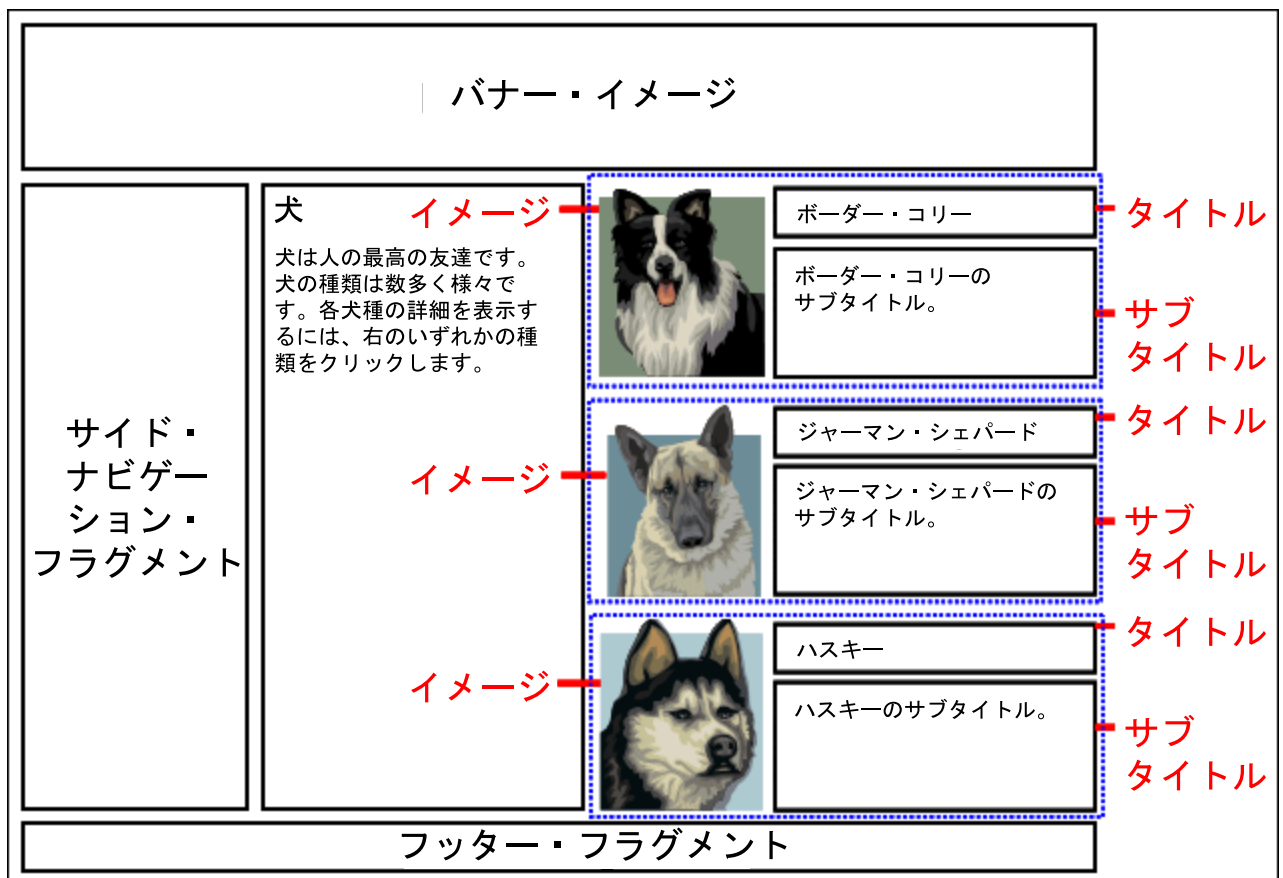 バナー・イメージ
サイド・
ナビゲー
ション・
フラグメント
犬
犬は人の最高の友達です。
犬の種類は数多く様々で
す。各犬種の詳細を表示す
るには、右のいずれかの種
類をクリックします。
イメージ
ボーダー・コリー
タイトル
ボーダー・コリーの
サブタイトル。
サブ
タイトル
イメージ
ジャーマン・シェパード
タイトル
ジャーマン・シェパードの
サブタイトル。
サブ
タイトル
イメージ
ハスキー
タイトル
ハスキーのサブタイトル。
サブ
タイトル
フッター・フラグメント